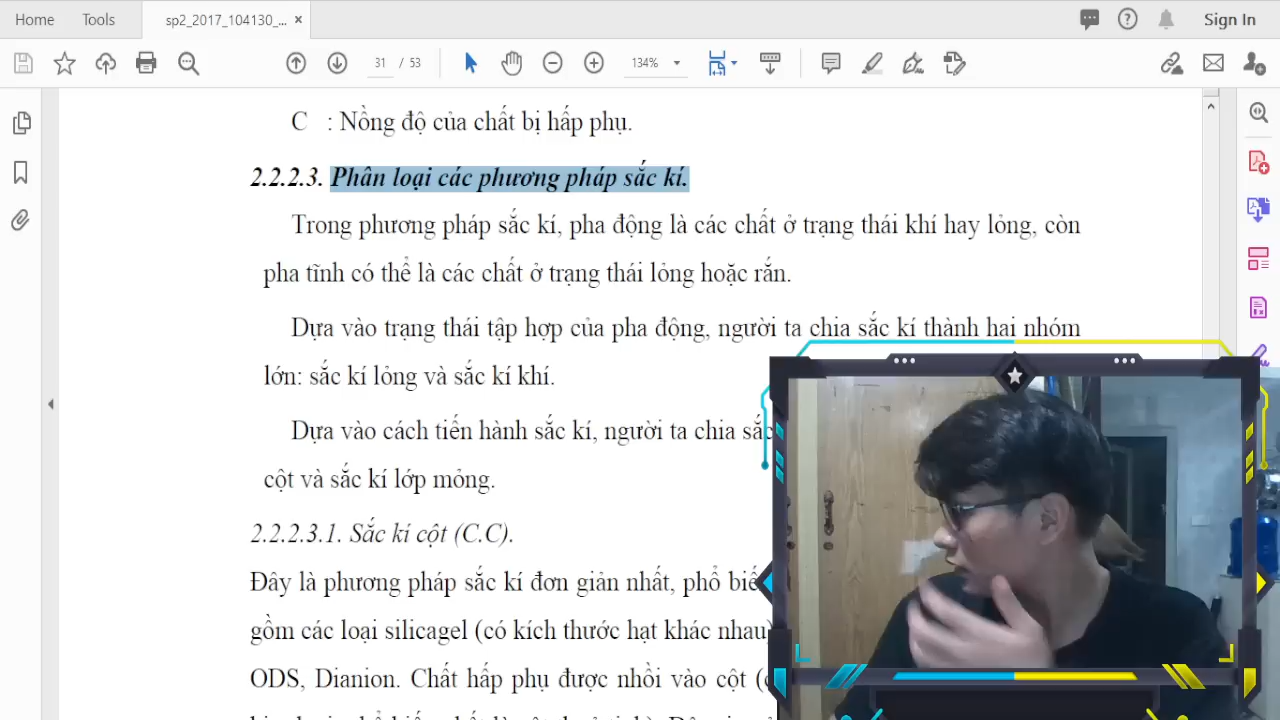 Home Tools sp2_2017_104130_... × Sign In
31 / 53 134%
C : Nồng độ của chất bị hấp phụ.
2.2.2.3. Phân loại các phương pháp sắc kí.
Trong phương pháp sắc kí, pha động là các chất ở trạng thái khí hay lỏng, còn
pha tĩnh có thể là các chất ở trạng thái lỏng hoặc rắn.
Dựa vào trạng thái tập hợp của pha động, người ta chia sắc kí thành hai nhóm
lớn: sắc kí lỏng và sắc kí khí.
Dựa vào cách tiến hành sắc kí, người ta chia sắc
cột và sắc kí lớp mỏng.
2.2.2.3.1. Sắc kí cột (C.C).
Đây là phương pháp sắc kí đơn giản nhất, phổ biế
gồm các loại silicagel (có kích thước hạt khác nhau)
ODS, Dianion. Chất hấp phụ được nhồi vào cột (